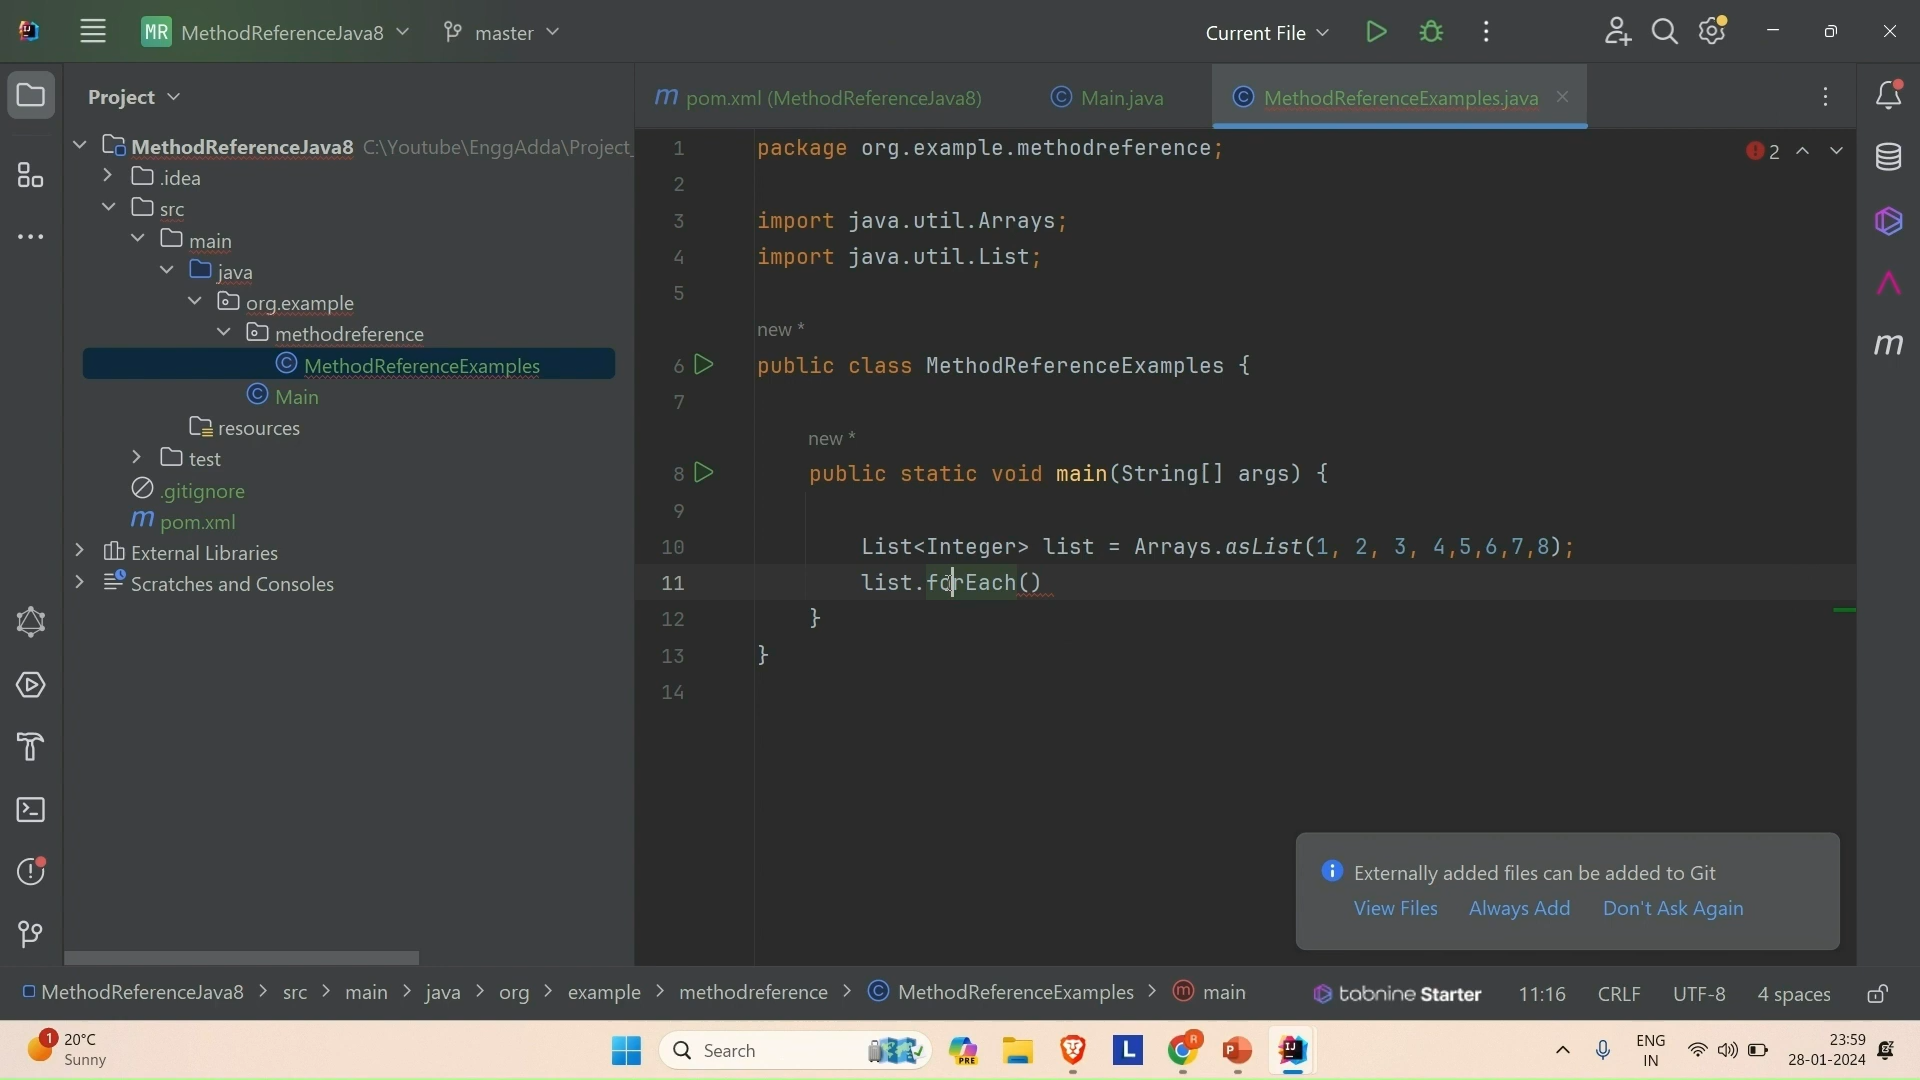 MR MethodReferenceJava8 master Current File
Project
MethodReferenceJava8 C:\Youtube\EnggAdda\Project_
.idea
src
main
java
org.example
methodreference
MethodReferenceExamples
Main
resources
test
.gitignore
pom.xml
External Libraries
Scratches and Consoles
pom.xml (MethodReferenceJava8) Main.java MethodReferenceExamples.java
1 package org.example.methodreference;
2
3 import java.util.Arrays;
4 import java.util.List;
5
new *
6 public class MethodReferenceExamples {
7
new *
8 public static void main(String[] args) {
9
10 List<Integer> list = Arrays.asList(1, 2, 3, 4,5,6,7,8);
11 list.forEach()
12 }
13 }
14
2
Externally added files can be added to Git
View Files Always Add Don't Ask Again
MethodReferenceJava8 > src > main > java > org > example > methodreference > MethodReferenceExamples > main tabnine Starter 11:16 CRLF UTF-8 4 spaces
1 20°C
Sunny
Search
PRE
L
R
P
IJ
ENG
IN
23:59
28-01-2024